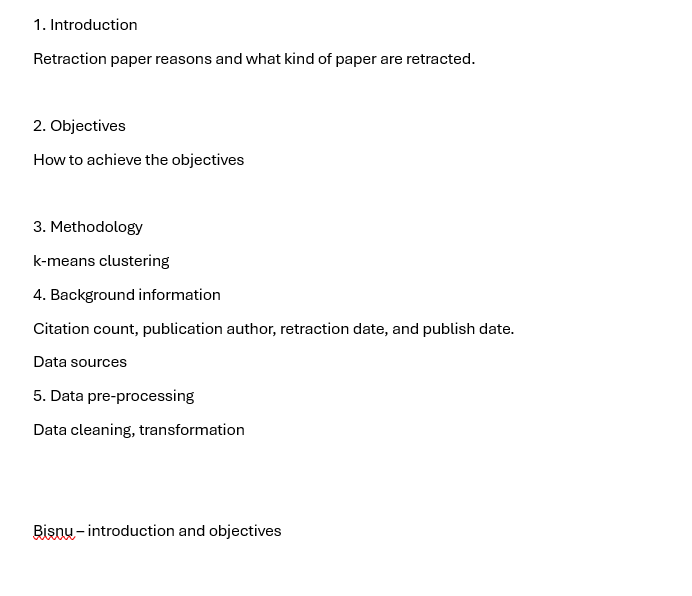 1. Introduction
Retraction paper reasons and what kind of paper are retracted.
2. Objectives
How to achieve the objectives
3. Methodology
k-means clustering
4. Background information
Citation count, publication author, retraction date, and publish date.
Data sources
5. Data pre-processing
Data cleaning, transformation
Bisnu – introduction and objectives